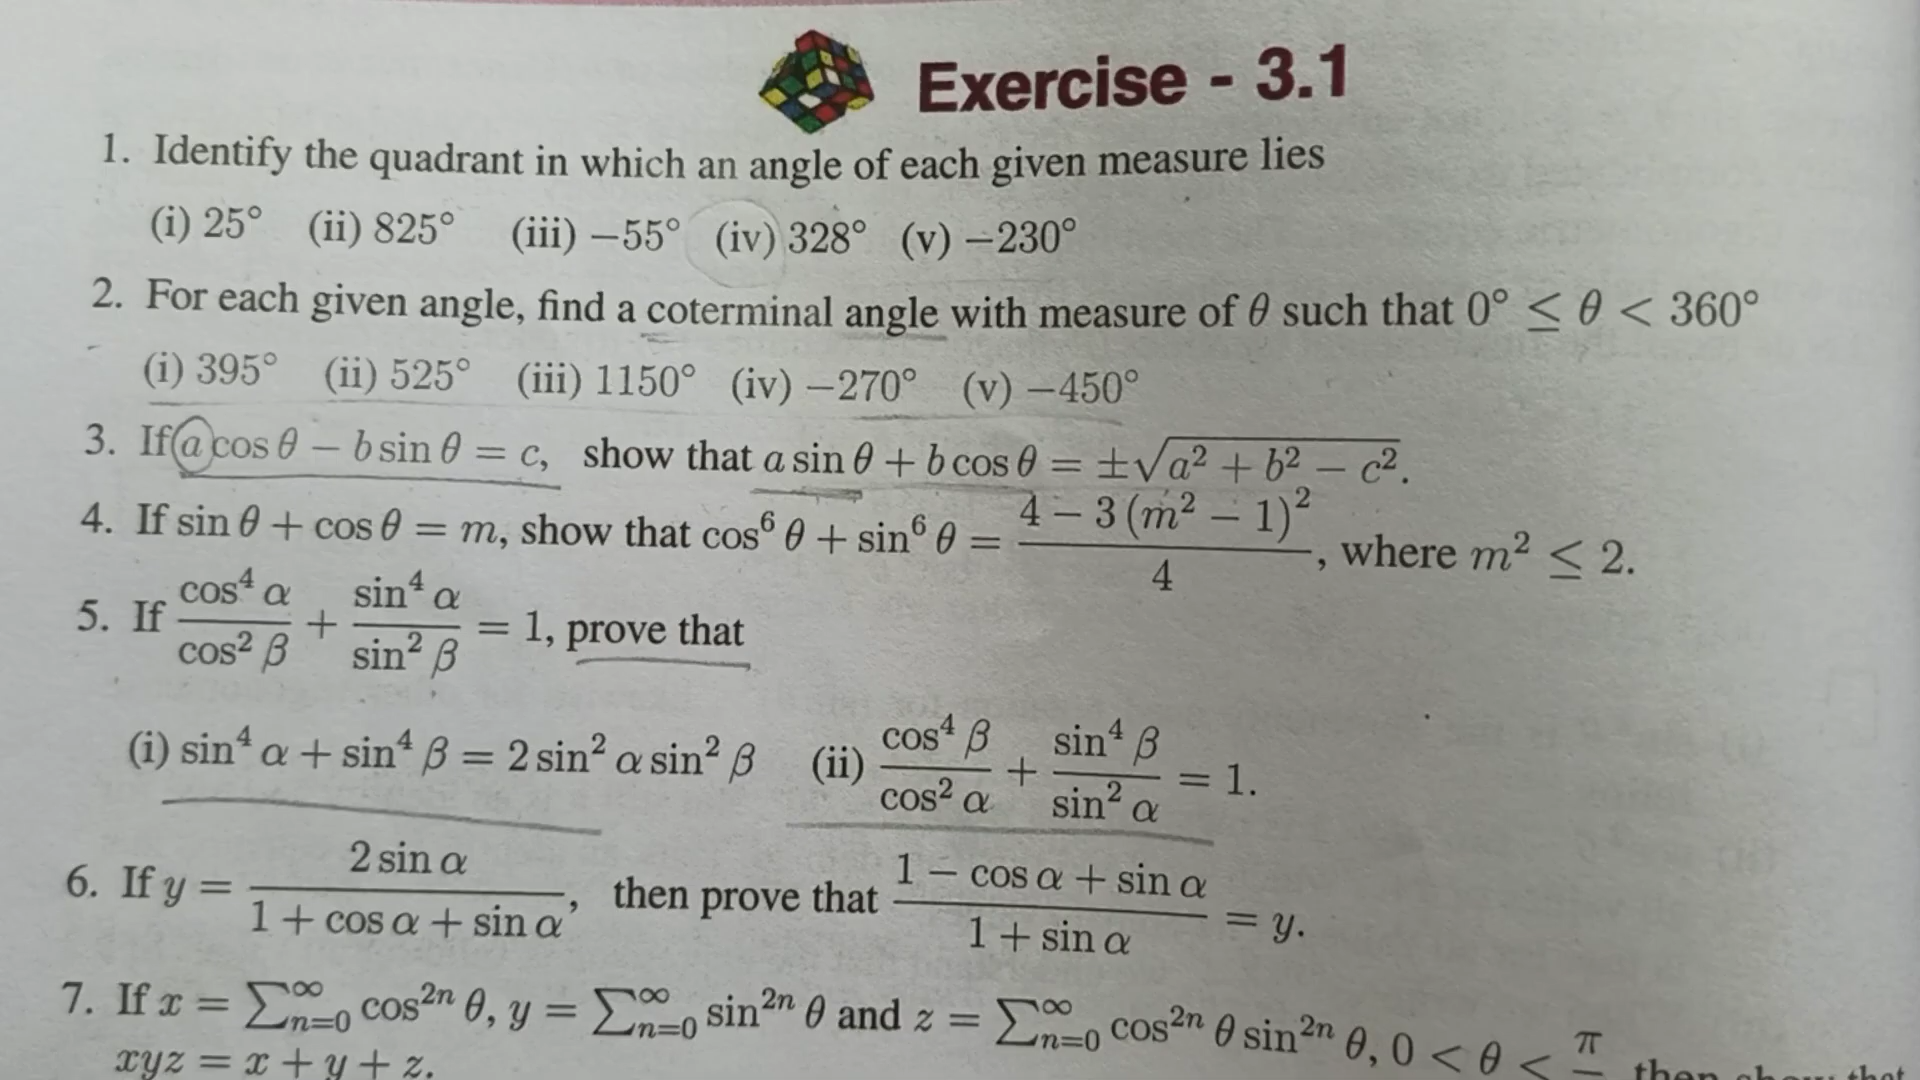 Exercise - 3.1
1. Identify the quadrant in which an angle of each given measure lies
(i) 25° (ii) 825° (iii) −55° (iv) 328° (v) −230°
2. For each given angle, find a coterminal angle with measure of θ such that 0° ≤ θ < 360°
(i) 395° (ii) 525° (iii) 1150° (iv) −270° (v) −450°
3. If a cos θ − b sin θ = c, show that a sin θ + b cos θ = ±√(a² + b² − c²).
4. If sin θ + cos θ = m, show that cos⁶ θ + sin⁶ θ = (4 − 3 (m² − 1)²)/4, where m² ≤ 2.
5. If cos⁴ α/cos² β + sin⁴ α/sin² β = 1, prove that
(i) sin⁴ α + sin⁴ β = 2 sin² α sin² β (ii) cos⁴ β/cos² α + sin⁴ β/sin² α = 1.
6. If y = 2 sin α/(1 + cos α + sin α), then prove that (1 − cos α + sin α)/(1 + sin α) = y.
7. If x = ∑_{n=0}^{∞} cos²ⁿ θ, y = ∑_{n=0}^{∞} sin²ⁿ θ and z = ∑_{n=0}^{∞} cos²ⁿ θ sin²ⁿ θ, 0 < θ < π then show that
xyz = x + y + z.